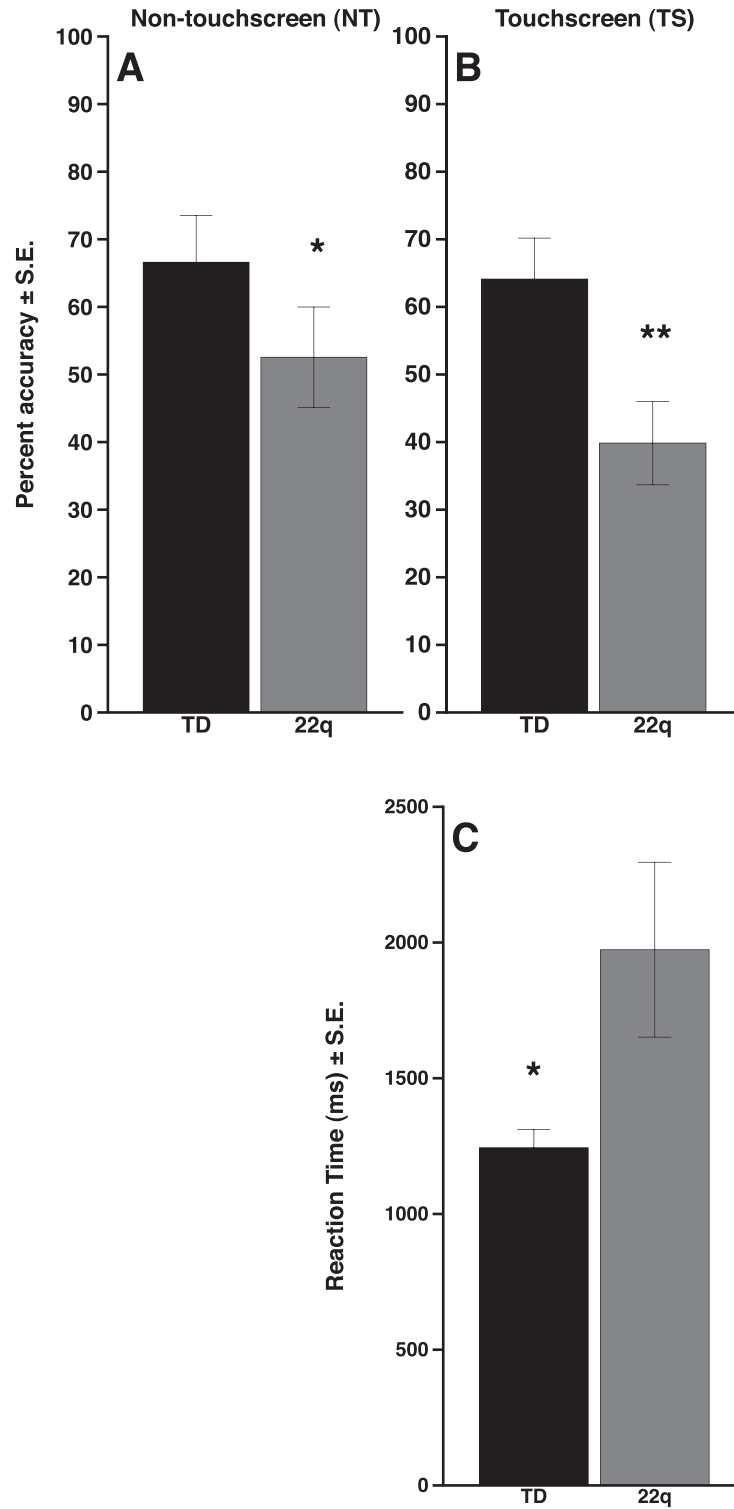 Non-touchscreen (NT)
Touchscreen (TS)
A
B
Percent accuracy ± S.E.
100
90
80
70
60
50
40
30
20
10
0
*
TD
22q
100
90
80
70
60
50
40
30
20
10
0
**
TD
22q
C
Reaction Time (ms) ± S.E.
2500
2000
1500
1000
500
0
*
TD
22q